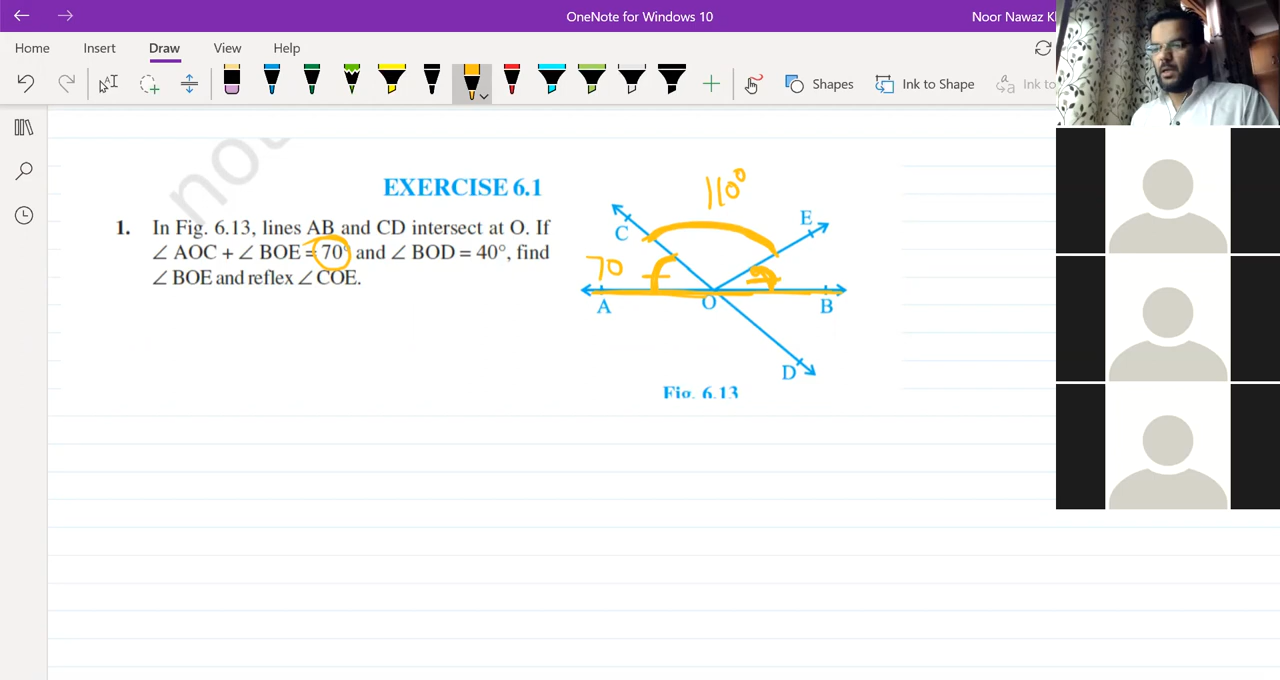 OneNote for Windows 10
Noor Nawaz Kh
Home Insert Draw View Help
Shapes Ink to Shape Ink to
not
EXERCISE 6.1
1. In Fig. 6.13, lines AB and CD intersect at O. If
∠ AOC + ∠ BOE = 70° and ∠ BOD = 40°, find
∠ BOE and reflex ∠ COE.
110°
C E
70
A O B
D
Fig. 6.13